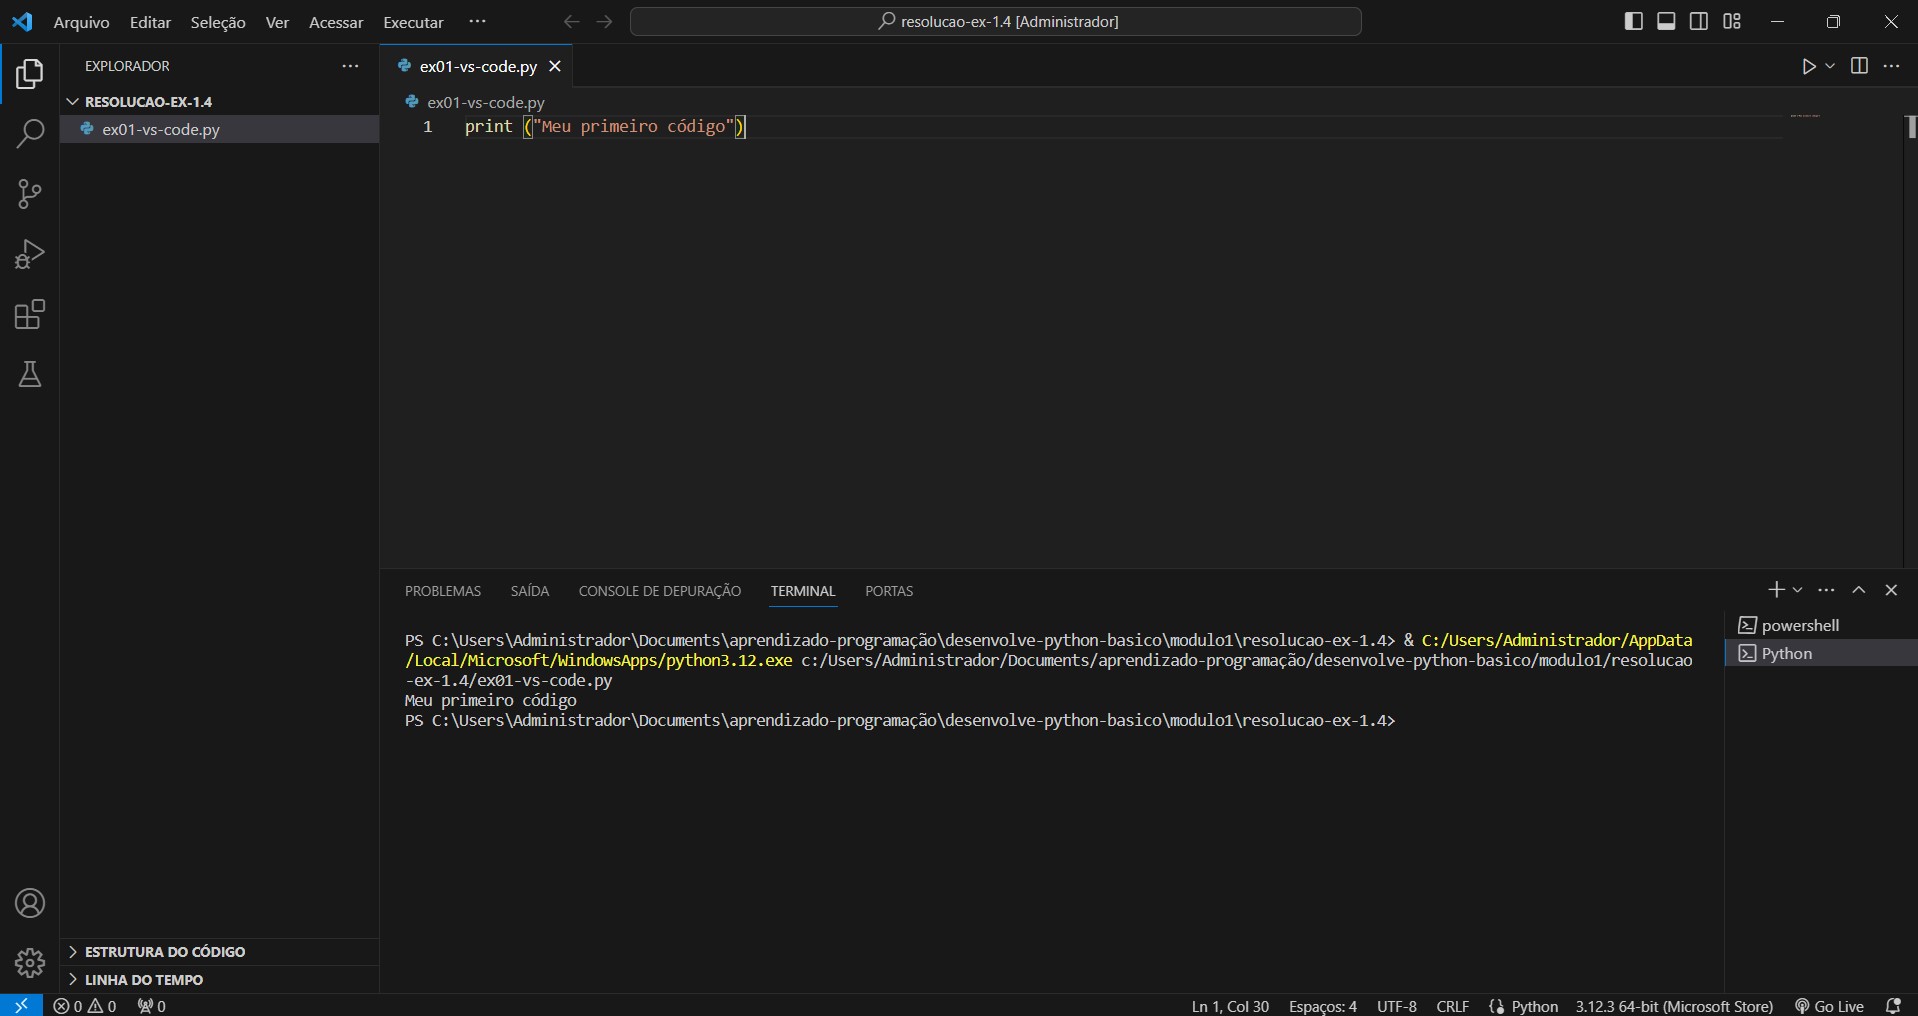 Arquivo Editar Seleção Ver Acessar Executar ··· resolucao-ex-1.4 [Administrador]
EXPLORADOR ···
RESOLUCAO-EX-1.4
ex01-vs-code.py
ex01-vs-code.py
ex01-vs-code.py
1 print ("Meu primeiro código")
PROBLEMAS SAÍDA CONSOLE DE DEPURAÇÃO TERMINAL PORTAS
PS C:\Users\Administrador\Documents\aprendizado-programação\desenvolve-python-basico\modulo1\resolucao-ex-1.4> & C:/Users/Administrador/AppData
/Local/Microsoft/WindowsApps/python3.12.exe c:/Users/Administrador/Documents/aprendizado-programação/desenvolve-python-basico/modulo1/resolucao
-ex-1.4/ex01-vs-code.py
Meu primeiro código
PS C:\Users\Administrador\Documents\aprendizado-programação\desenvolve-python-basico\modulo1\resolucao-ex-1.4>
powershell
Python
ESTRUTURA DO CÓDIGO
LINHA DO TEMPO
0 0 0 Ln 1, Col 30 Espaços: 4 UTF-8 CRLF Python 3.12.3 64-bit (Microsoft Store) Go Live